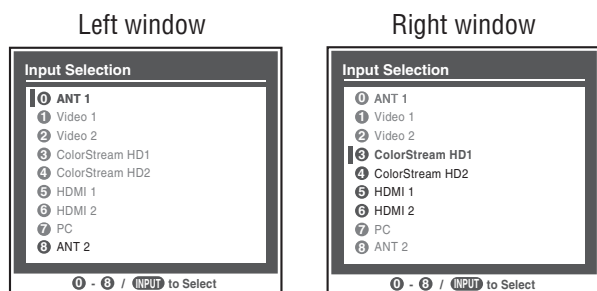 Left window
Input Selection
0 ANT 1
1 Video 1
2 Video 2
3 ColorStream HD1
4 ColorStream HD2
5 HDMI 1
6 HDMI 2
7 PC
8 ANT 2
0 - 8 / INPUT to Select
Right window
Input Selection
0 ANT 1
1 Video 1
2 Video 2
3 ColorStream HD1
4 ColorStream HD2
5 HDMI 1
6 HDMI 2
7 PC
8 ANT 2
0 - 8 / INPUT to Select